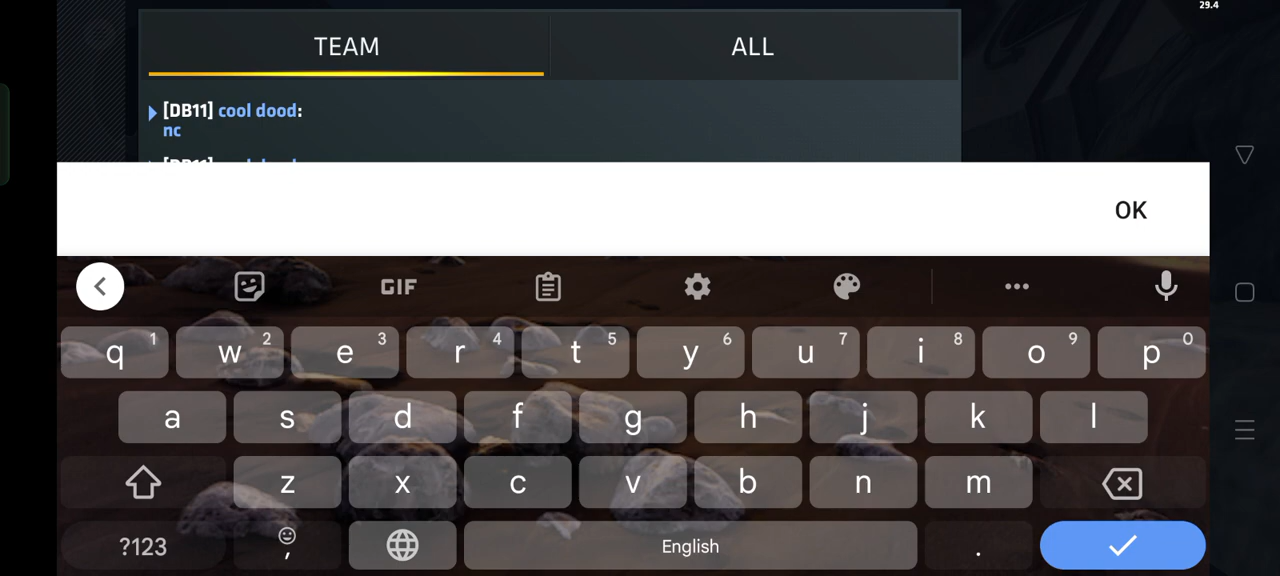 29.4
TEAM ALL
[DB11] cool dood:
nc
OK
GIF
q 1 w 2 e 3 r 4 t 5 y 6 u 7 i 8 o 9 p 0
a s d f g h j k l
z x c v b n m
?123 , English .